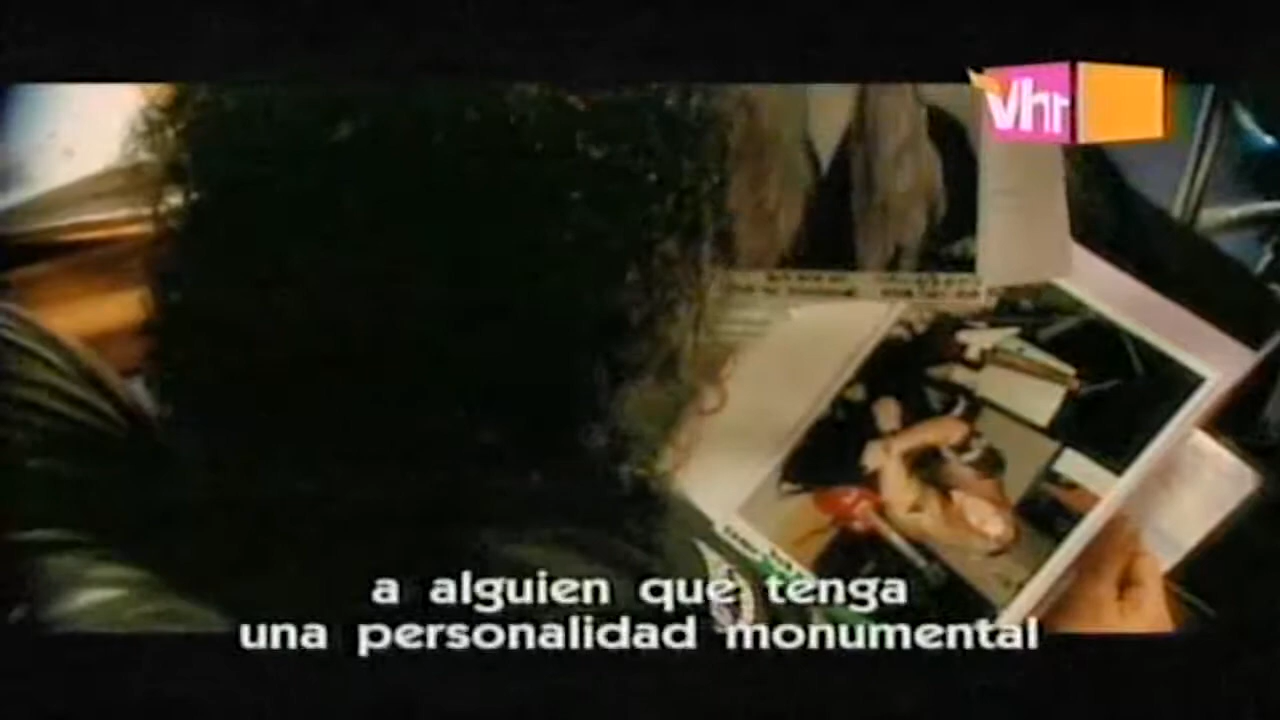 vh1
a alguien que tenga
una personalidad monumental